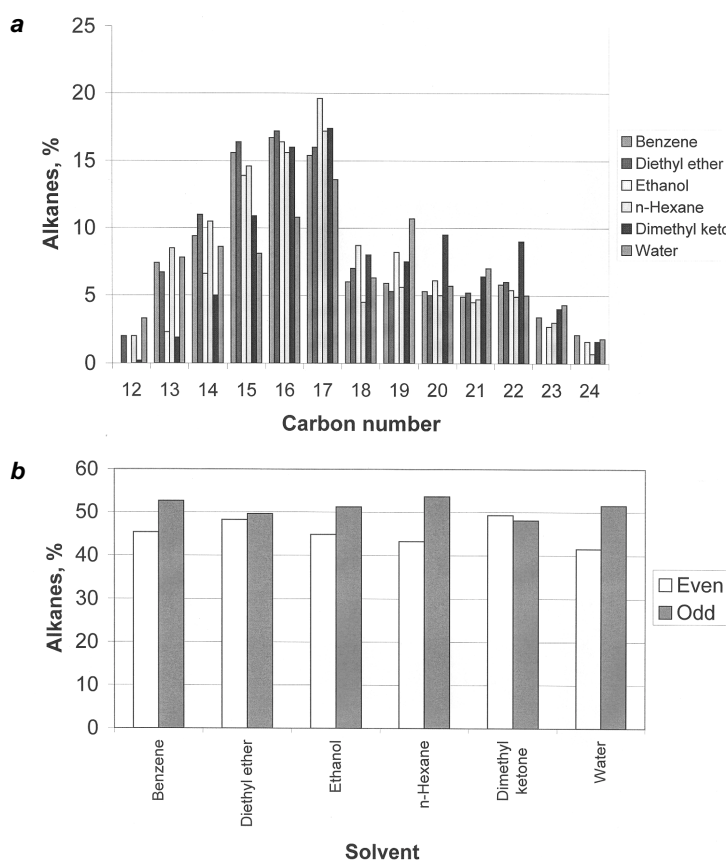 a
25
20
15
10
5
0
Alkanes, %
12 13 14 15 16 17 18 19 20 21 22 23 24
Carbon number
Benzene
Diethyl ether
Ethanol
n-Hexane
Dimethyl keto
Water
b
60
50
40
30
20
10
0
Alkanes, %
Even
Odd
Benzene
Diethyl ether
Ethanol
n-Hexane
Dimethyl
ketone
Water
Solvent